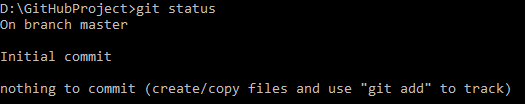 D:\GitHubProject>git status
On branch master
Initial commit
nothing to commit (create/copy files and use "git add" to track)